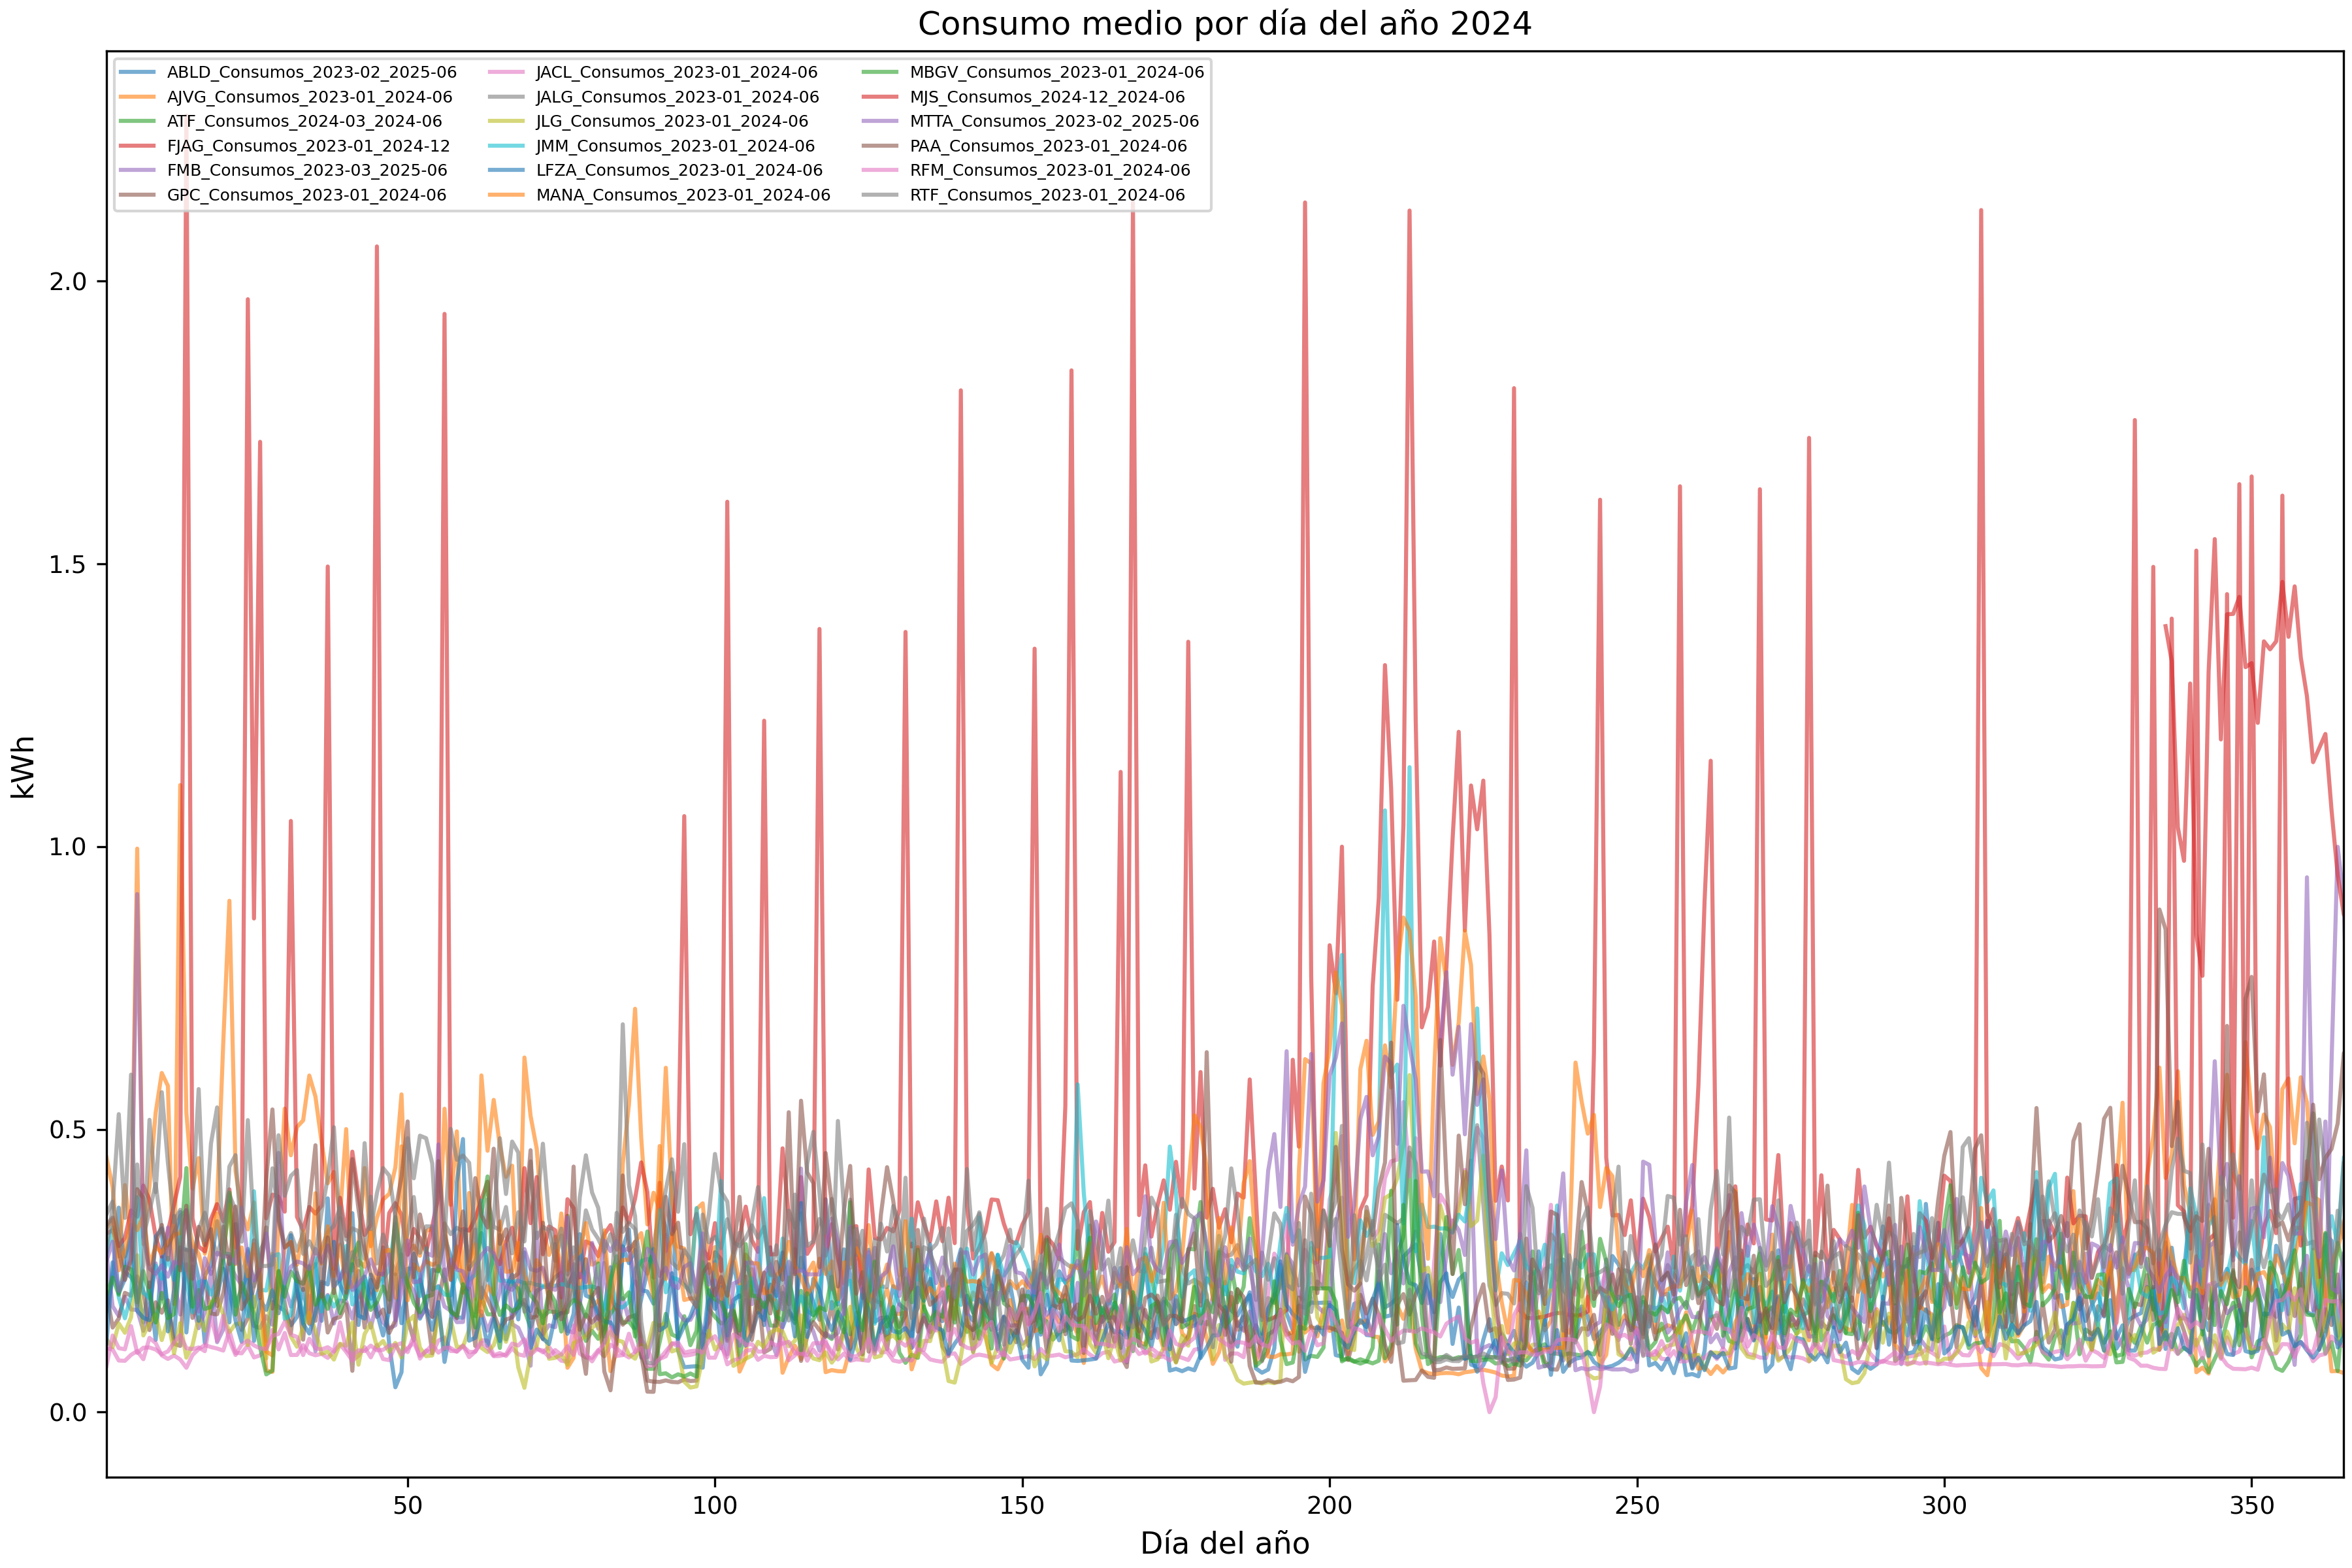 Consumo medio por día del año 2024
ABLD_Consumos_2023-02_2025-06
AJVG_Consumos_2023-01_2024-06
ATF_Consumos_2024-03_2024-06
FJAG_Consumos_2023-01_2024-12
FMB_Consumos_2023-03_2025-06
GPC_Consumos_2023-01_2024-06
JACL_Consumos_2023-01_2024-06
JALG_Consumos_2023-01_2024-06
JLG_Consumos_2023-01_2024-06
JMM_Consumos_2023-01_2024-06
LFZA_Consumos_2023-01_2024-06
MANA_Consumos_2023-01_2024-06
MBGV_Consumos_2023-01_2024-06
MJS_Consumos_2024-12_2024-06
MTTA_Consumos_2023-02_2025-06
PAA_Consumos_2023-01_2024-06
RFM_Consumos_2023-01_2024-06
RTF_Consumos_2023-01_2024-06
kWh
2.0
1.5
1.0
0.5
0.0
50 100 150 200 250 300 350
Día del año